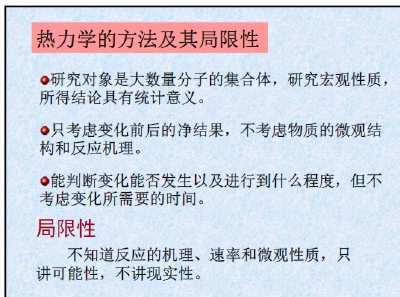 热力学的方法及其局限性
研究对象是大数量分子的集合体，研究宏观性质，
所得结论具有统计意义。
只考虑变化前后的净结果，不考虑物质的微观结
构和反应机理。
能判断变化能否发生以及进行到什么程度，但不
考虑变化所需要的时间。
局限性
不知道反应的机理、速率和微观性质，只
讲可能性，不讲现实性。